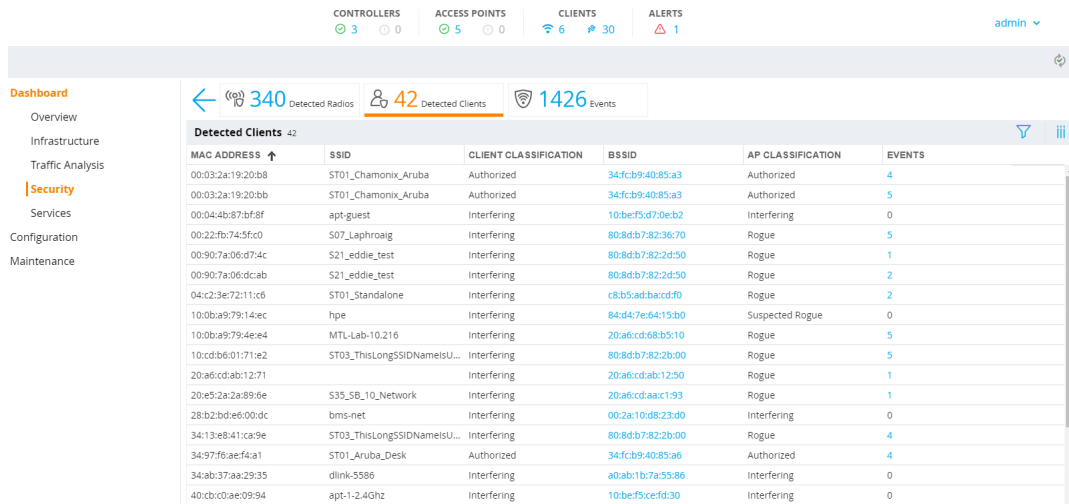 CONTROLLERS ACCESS POINTS CLIENTS ALERTS
3 0 5 0 6 30 1 admin
Dashboard
Overview
Infrastructure
Traffic Analysis
Security
Services
Configuration
Maintenance
340 Detected Radios 42 Detected Clients 1426 Events
Detected Clients 42
MAC ADDRESS SSID CLIENT CLASSIFICATION BSSID AP CLASSIFICATION EVENTS
00:03:2a:19:20:b8 ST01_Chamonix_Aruba Authorized 34:fc:b9:40:85:a3 Authorized 4
00:03:2a:19:20:bb ST01_Chamonix_Aruba Authorized 34:fc:b9:40:85:a3 Authorized 5
00:04:4b:87:bf:8f apt-guest Interfering 10:be:f5:d7:0e:b2 Interfering 0
00:22:fb:74:5f:c0 S07_Laphroaig Interfering 80:8d:b7:82:36:70 Rogue 5
00:90:7a:06:d7:4c S21_eddie_test Interfering 80:8d:b7:82:2d:50 Rogue 1
00:90:7a:06:dc:ab S21_eddie_test Interfering 80:8d:b7:82:2d:50 Rogue 2
04:c2:3e:72:11:c6 ST01_Standalone Interfering c8:b5:ad:ba:cd:f0 Rogue 2
10:0b:a9:79:14:ec hpe Interfering 84:d4:7e:64:15:b0 Suspected Rogue 0
10:0b:a9:79:4e:e4 MTL-Lab-10.216 Interfering 20:a6:cd:68:b5:10 Rogue 5
10:cd:b6:01:71:e2 ST03_ThisLongSSIDNameIsU... Interfering 80:8d:b7:82:2b:00 Rogue 5
20:a6:cd:ab:12:71 Interfering 20:a6:cd:ab:12:50 Rogue 1
20:e5:2a:2a:89:6e S35_SB_10_Network Interfering 20:a6:cd:aa:c1:93 Rogue 1
28:b2:bd:e6:00:dc bms-net Interfering 00:2a:10:d8:23:d0 Interfering 0
34:13:e8:41:ca:9e ST03_ThisLongSSIDNameIsU... Interfering 80:8d:b7:82:2b:00 Rogue 4
34:97:f6:ae:f4:a1 ST01_Aruba_Desk Authorized 34:fc:b9:40:85:a6 Authorized 4
34:ab:37:aa:29:35 dlink-5586 Interfering a0:ab:1b:7a:55:86 Interfering 0
40:cb:c0:ae:09:94 apt-1-2.4Ghz Interfering 10:be:f5:ce:fd:30 Interfering 0